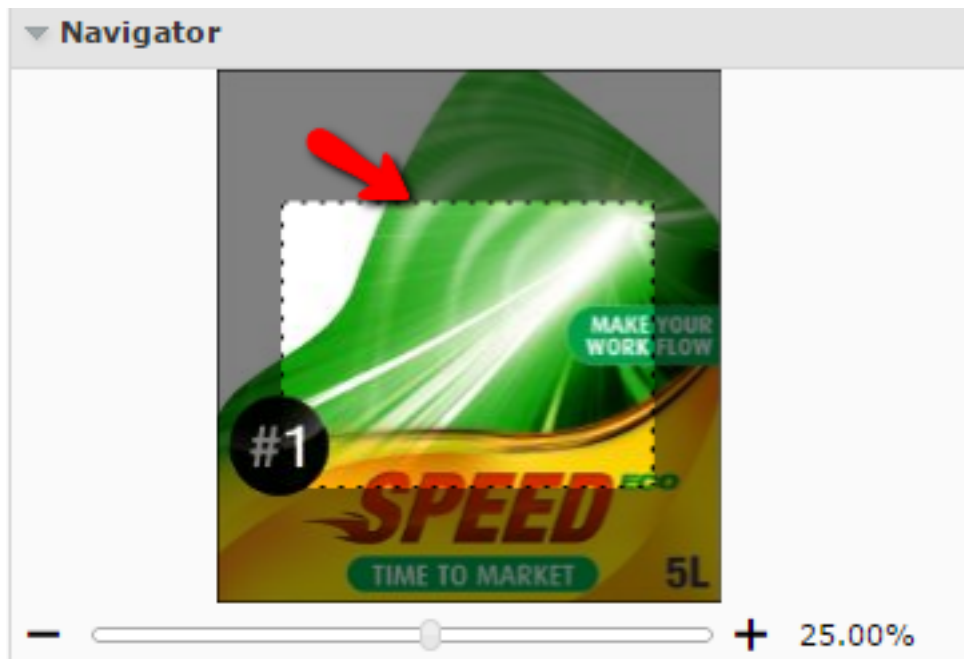 Navigator
MAKE YOUR
WORK FLOW
#1
SPEED ECO
TIME TO MARKET
5L
25.00%